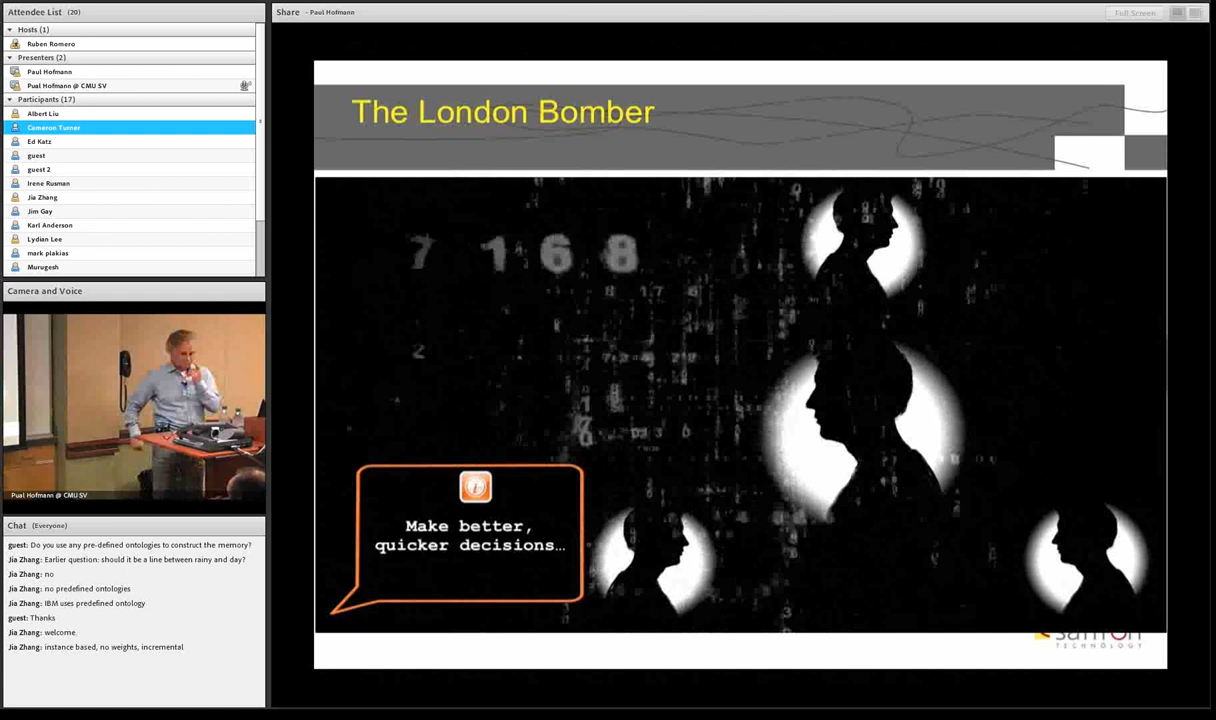 Attendee List (20)
Hosts (1)
Ruben Romero
Presenters (2)
Paul Hofmann
Pual Hofmann @ CMU SV
Participants (17)
Albert Liu
Cameron Turner
Ed Katz
guest
guest 2
Irene Rusman
Jia Zhang
Jim Gay
Karl Anderson
Lydian Lee
mark plakias
Murugesh
Camera and Voice
Pual Hofmann @ CMU SV
Chat (Everyone)
guest: Do you use any pre-defined ontologies to construct the memory?
Jia Zhang: Earlier question: should it be a line between rainy and day?
Jia Zhang: no
Jia Zhang: no predefined ontologies
Jia Zhang: IBM uses predefined ontology
guest: Thanks
Jia Zhang: welcome.
Jia Zhang: instance based, no weights, incremental
Share - Paul Hofmann
Full Screen
The London Bomber
7 1 6 8
2
Make better,
quicker decisions…
TECHNOLOGY